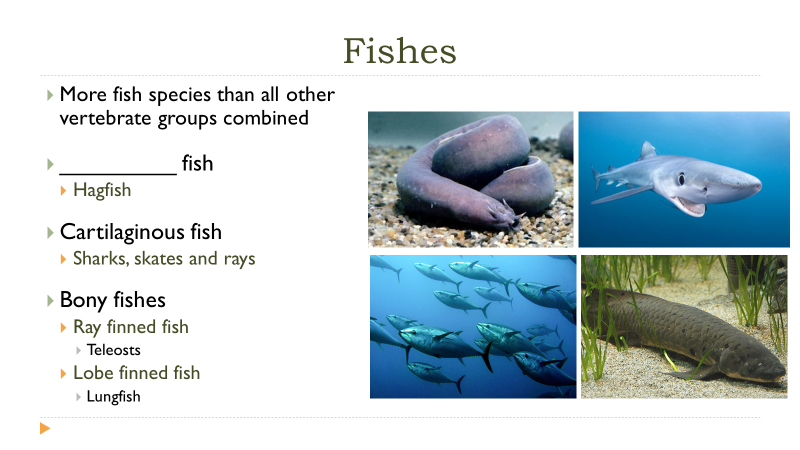 Fishes
More fish species than all other
vertebrate groups combined
___________ fish
Hagfish
Cartilaginous fish
Sharks, skates and rays
Bony fishes
Ray finned fish
Teleosts
Lobe finned fish
Lungfish